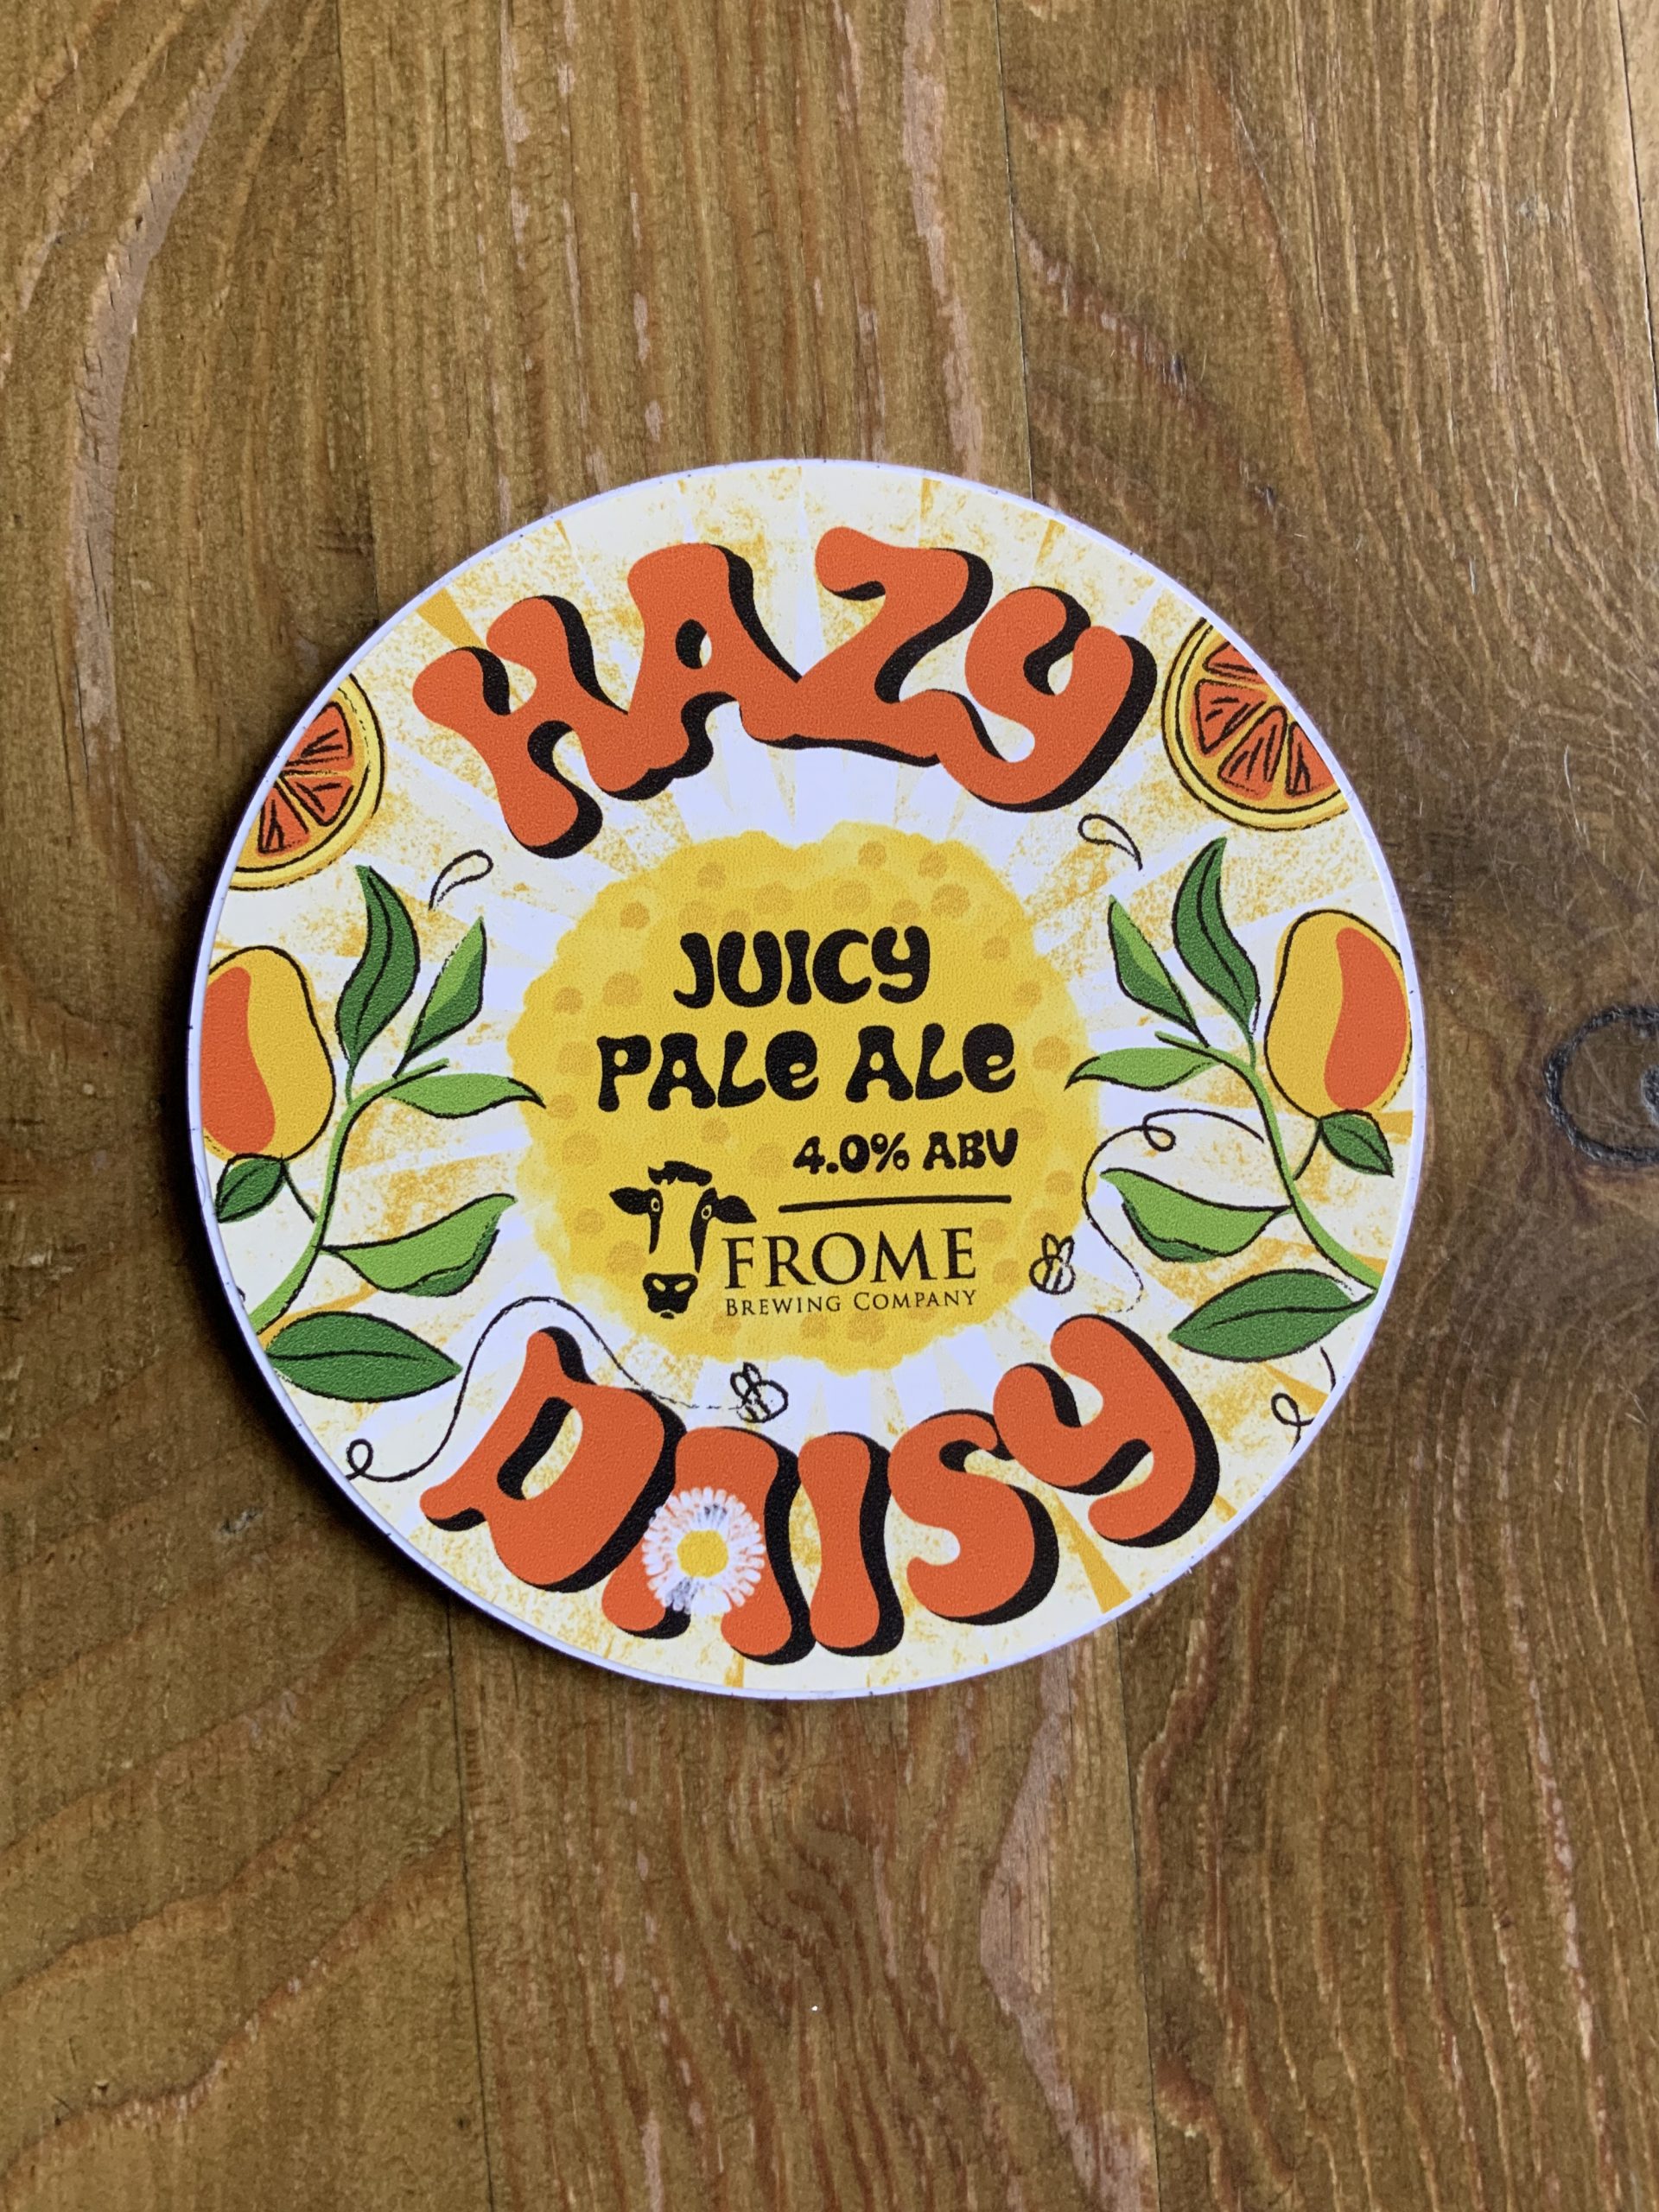 HAZY
JUICY
PALE ALE
4.0% ABV
FROME
BREWING COMPANY
DAISY